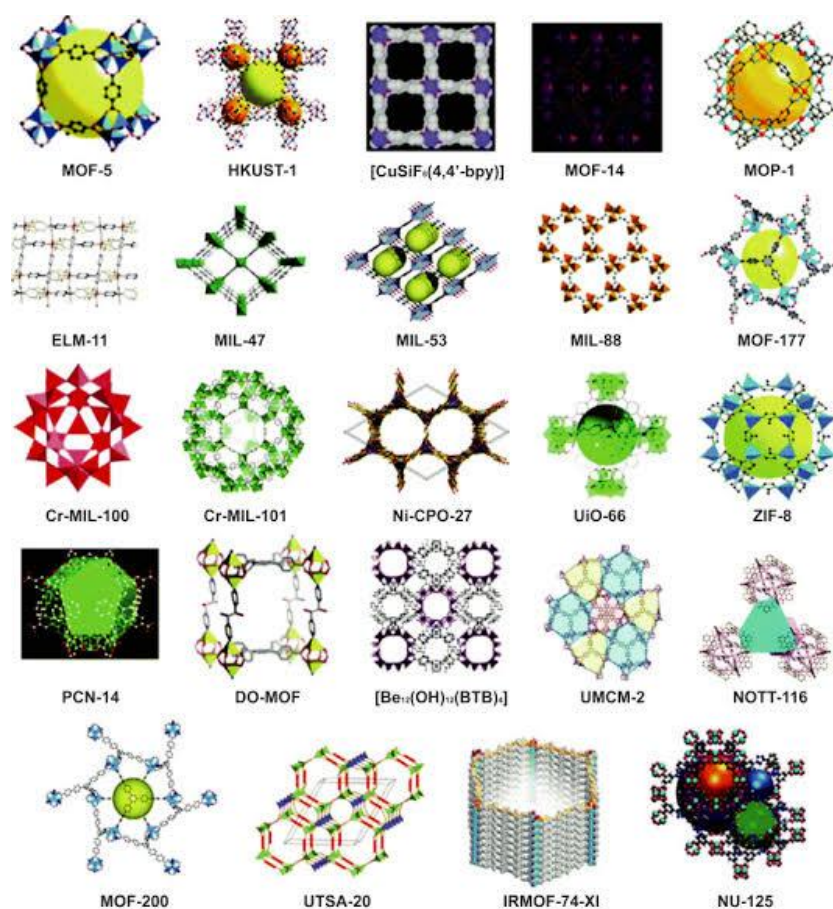 MOF-5 HKUST-1 [CuSiF₆(4,4'-bpy)] MOF-14 MOP-1
ELM-11 MIL-47 MIL-53 MIL-88 MOF-177
Cr-MIL-100 Cr-MIL-101 Ni-CPO-27 UiO-66 ZIF-8
PCN-14 DO-MOF [Be₁₂(OH)₁₂(BTB)₄] UMCM-2 NOTT-116
MOF-200 UTSA-20 IRMOF-74-XI NU-125